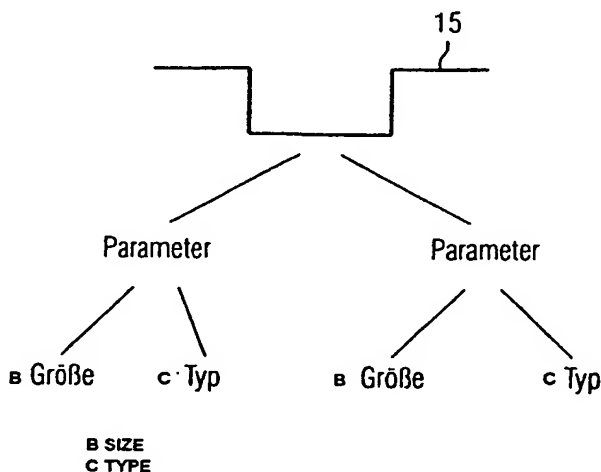 15
Parameter Parameter
B Größe C Typ B Größe C Typ
B SIZE
C TYPE